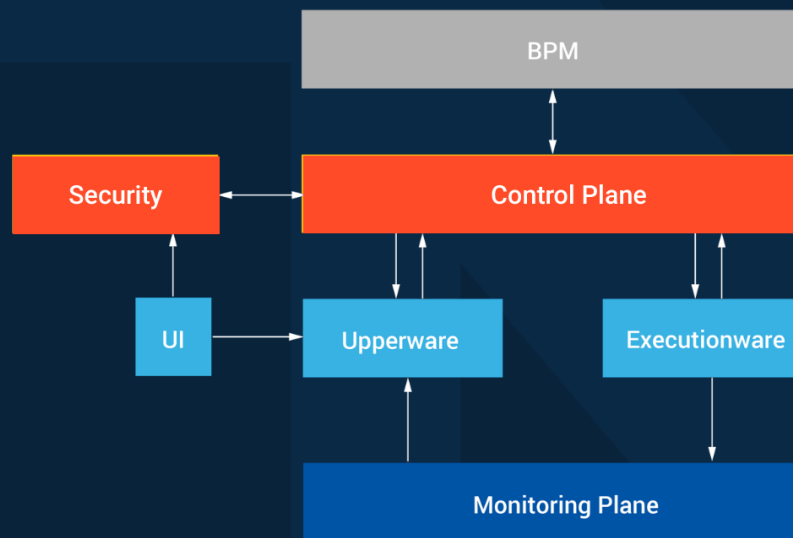 BPM
Security
Control Plane
UI
Upperware
Executionware
Monitoring Plane